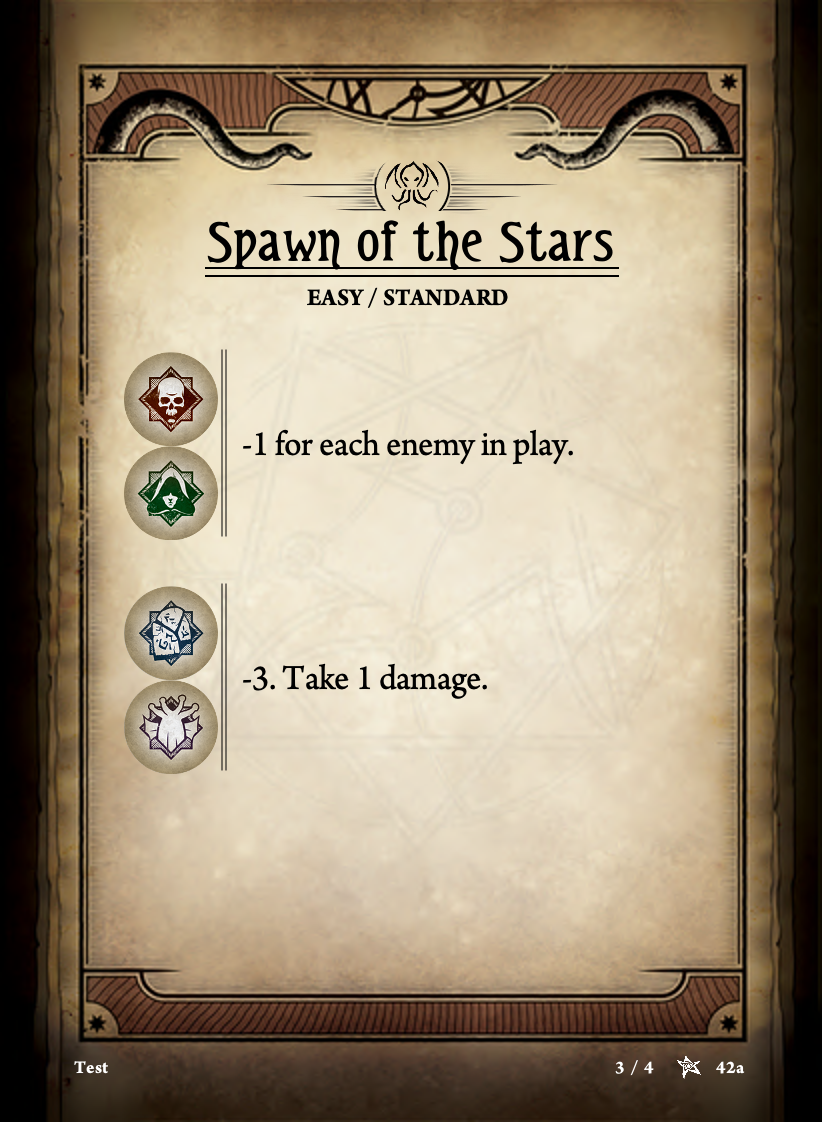 Spawn of the Stars
EASY / STANDARD
-1 for each enemy in play.
-3. Take 1 damage.
Test
3 / 4
42a